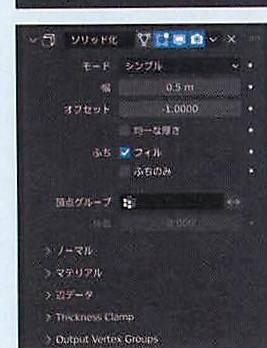 ソリッド化
モード シンプル
幅 0.5 m
オフセット -1.0000
均一な厚さ
ふち フィル
ふちのみ
頂点グループ
係数 0.000
ノーマル
マテリアル
辺データ
Thickness Clamp
Output Vertex Groups